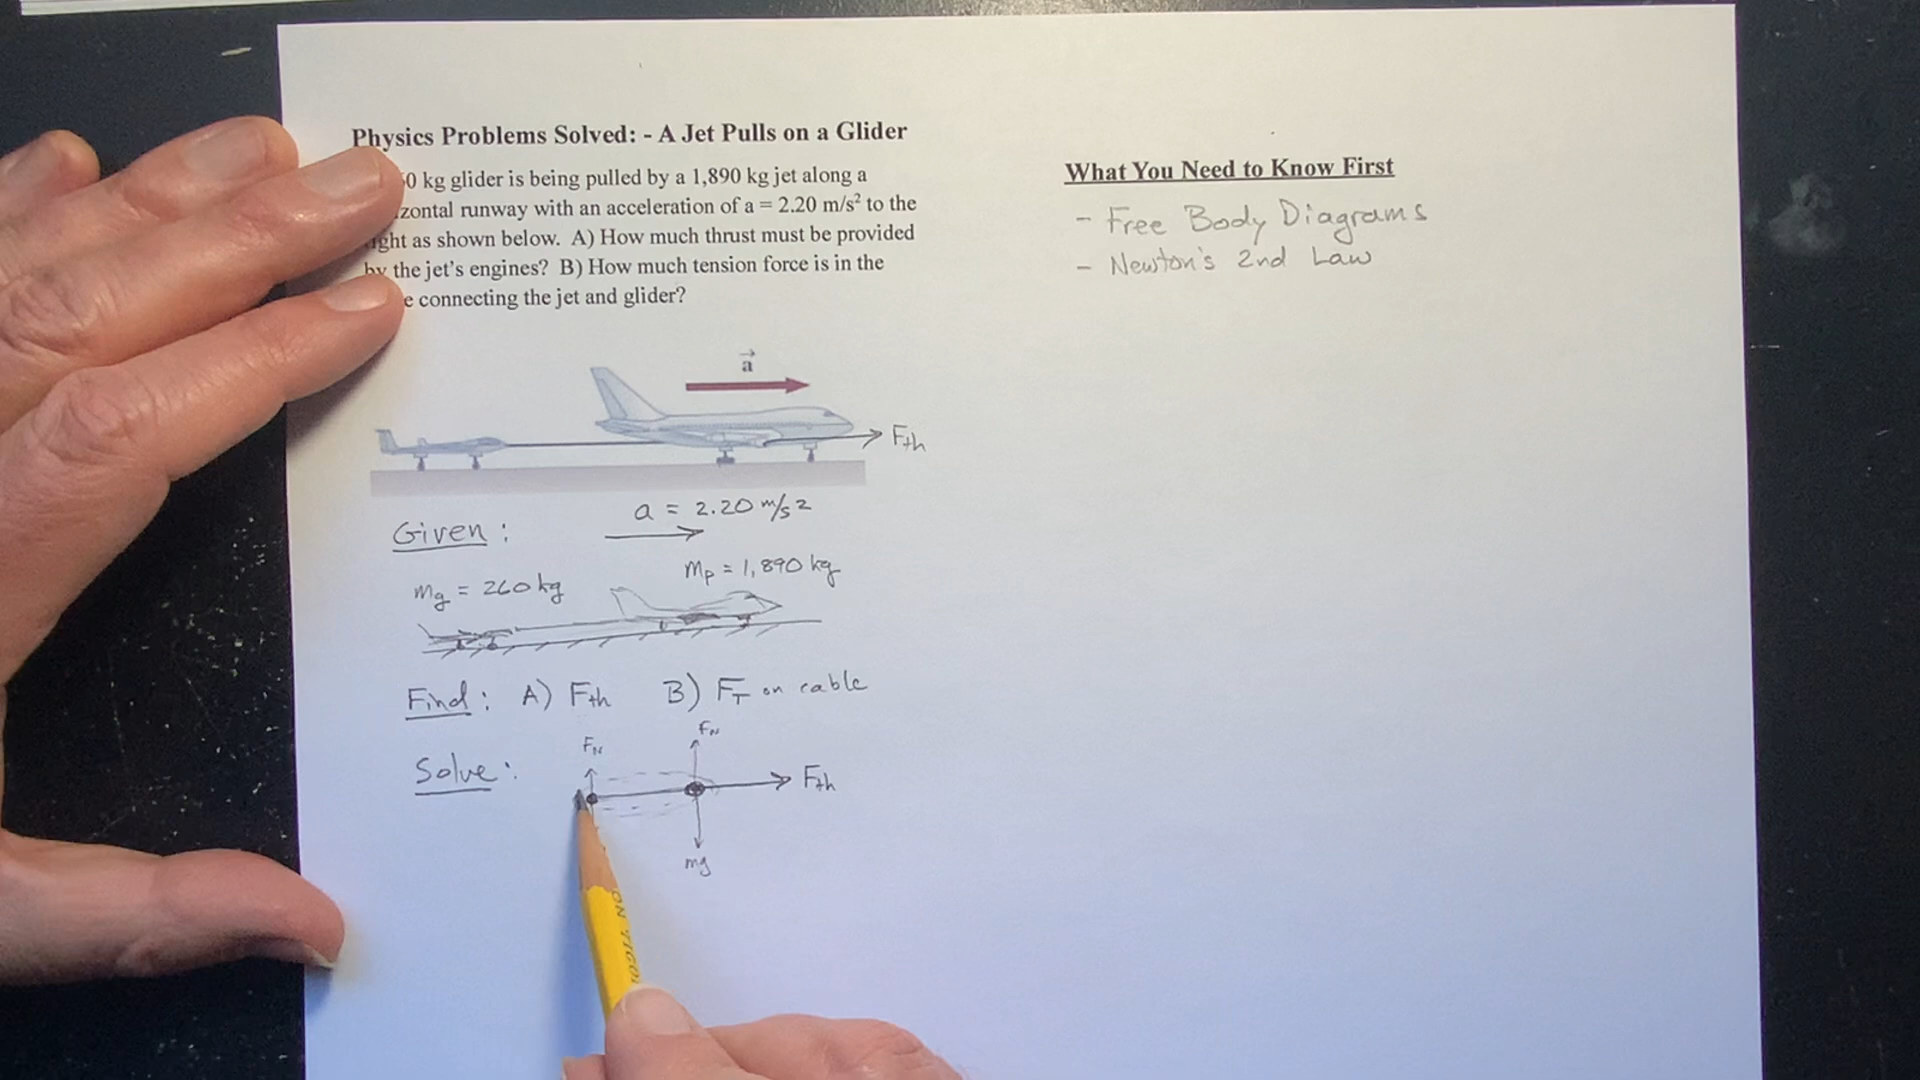 Physics Problems Solved: - A Jet Pulls on a Glider
0 kg glider is being pulled by a 1,890 kg jet along a
zontal runway with an acceleration of a = 2.20 m/s² to the
ght as shown below. A) How much thrust must be provided
by the jet's engines? B) How much tension force is in the
e connecting the jet and glider?
What You Need to Know First
- Free Body Diagrams
- Newton's 2nd Law
a
Fth
Given:
a = 2.20 m/s2
mg = 260 kg
mp = 1,890 kg
Find: A) Fth B) FT on cable
Solve:
FN
FN
Fth
mg